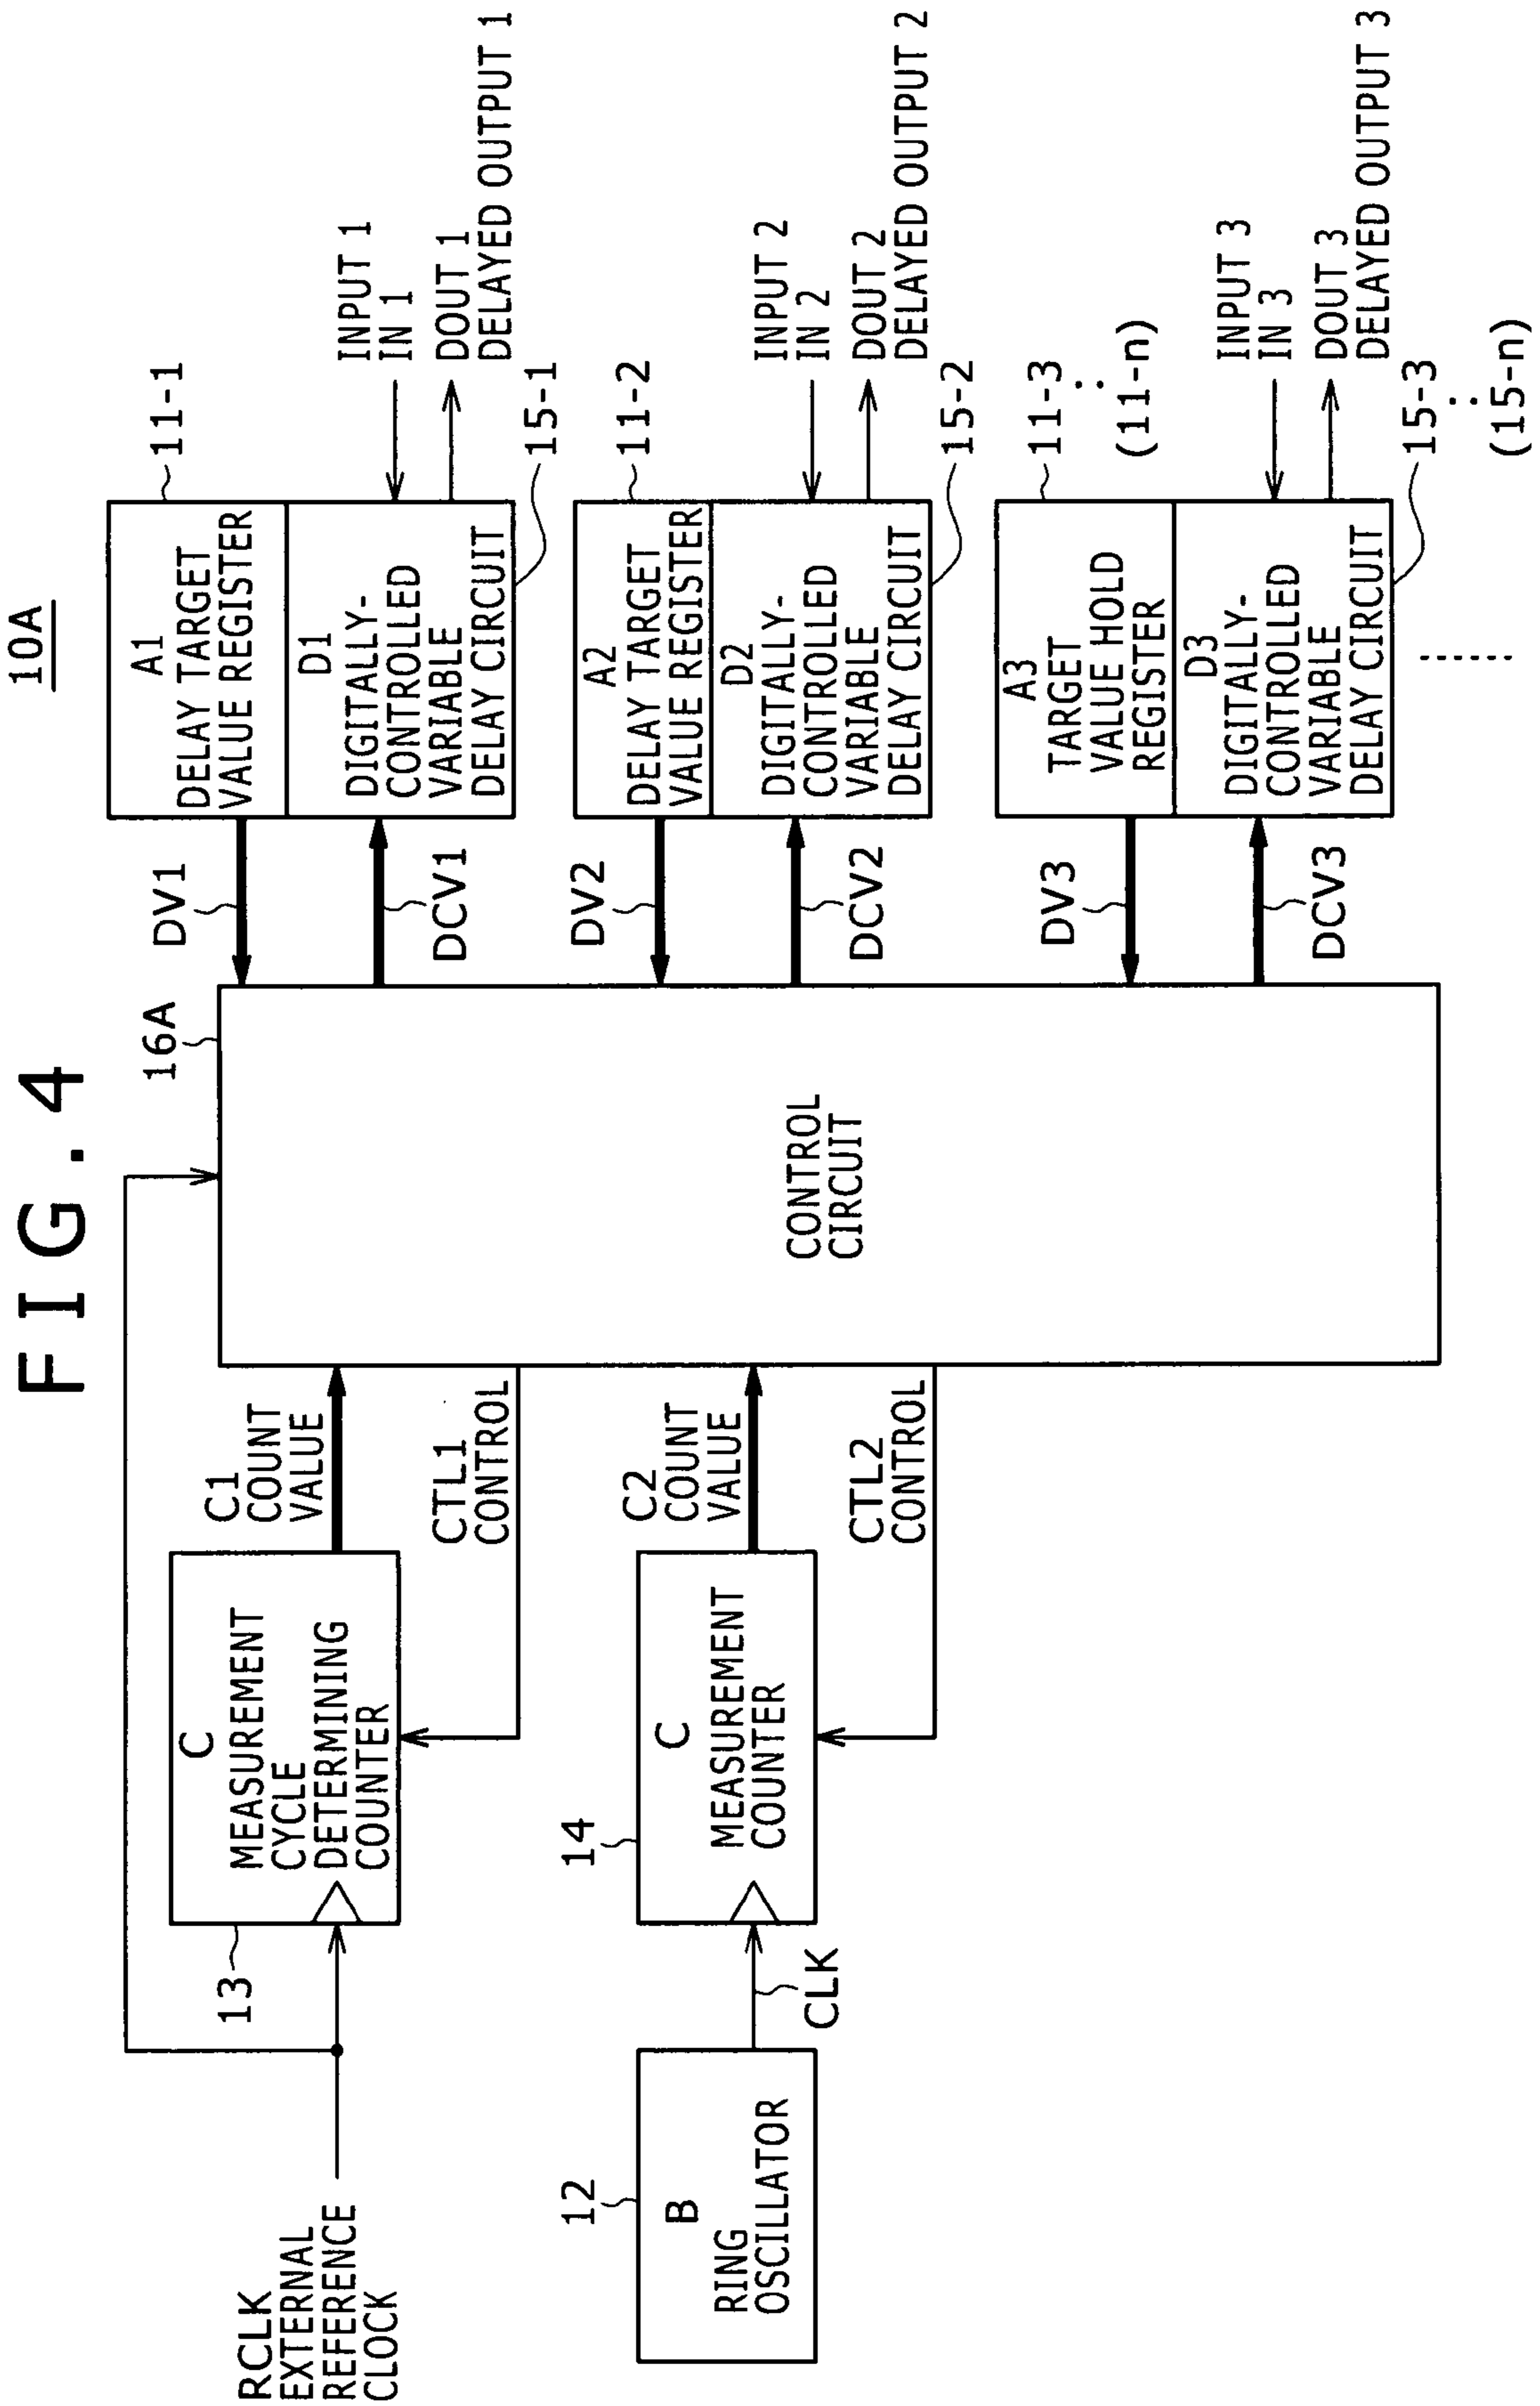 FIG. 4
10A
RCLK
EXTERNAL
REFERENCE
CLOCK
13
C
MEASUREMENT
CYCLE
DETERMINING
COUNTER
C1
COUNT
VALUE
CTL1
CONTROL
12
B
RING
OSCILLATOR
CLK
14
C
MEASUREMENT
COUNTER
C2
COUNT
VALUE
CTL2
CONTROL
16A
CONTROL
CIRCUIT
DV1
DCV1
11-1
A1
DELAY TARGET
VALUE REGISTER
D1
DIGITALLY-
CONTROLLED
VARIABLE
DELAY CIRCUIT
15-1
INPUT 1
IN 1
DOUT 1
DELAYED OUTPUT 1
DV2
DCV2
11-2
A2
DELAY TARGET
VALUE REGISTER
D2
DIGITALLY-
CONTROLLED
VARIABLE
DELAY CIRCUIT
15-2
INPUT 2
IN 2
DOUT 2
DELAYED OUTPUT 2
DV3
DCV3
11-3
:
(11-n)
A3
TARGET
VALUE HOLD
REGISTER
D3
DIGITALLY-
CONTROLLED
VARIABLE
DELAY CIRCUIT
15-3
:
(15-n)
INPUT 3
IN 3
DOUT 3
DELAYED OUTPUT 3